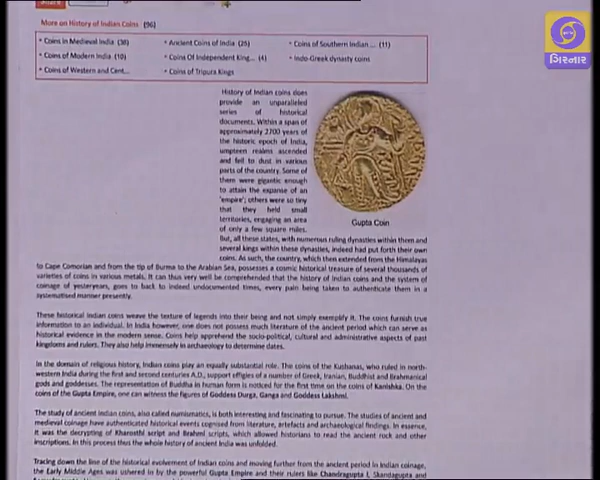 More on History of Indian Coins (96)
• Coins in Medieval India (38) • Ancient Coins of India (25) • Coins of Southern Indian ... (11)
• Coins of Modern India (10) • Coins Of Independent King... (4) • Indo-Greek dynasty coins
• Coins of Western and Cent... • Coins of Tripura Kings
ગિરનાર
History of Indian coins does
provide an unparalleled
series of historical
documents. Within a span of
approximately 2700 years of
the historic epoch of India,
umpteen realms ascended
and fell to dust in various
parts of the country. Some of
them were gigantic enough
to attain the expanse of an
'empire'; others were so tiny
that they held small
territories, engaging an area
of only a few square miles.
Gupta Coin
But, all these states, with numerous ruling dynasties within them and
several kings within these dynasties, indeed had put forth their own
coins. As such, the country, which then extended from the Himalayas
to Cape Comorian and from the tip of Burma to the Arabian Sea, possesses a cosmic historical treasure of several thousands of
varieties of coins in various metals. It can thus very well be comprehended that the history of Indian coins and the system of
coinage of yesteryears, goes to back to indeed undocumented times, every pain being taken to authenticate them in a
systematised manner presently.
These historical Indian coins weave the texture of legends into their being and not simply exemplify it. The coins furnish true
information to an individual. In India however, one does not possess much literature of the ancient period which can serve as
historical evidence in the modern sense. Coins help apprehend the socio-political, cultural and administrative aspects of past
kingdoms and rulers. They also help immensely in archaeology to determine dates.
In the domain of religious history, Indian coins play an equally substantial role. The coins of the Kushanas, who ruled in north-
western India during the first and second centuries A.D., support effigies of a number of Greek, Iranian, Buddhist and Brahmanical
gods and goddesses. The representation of Buddha in human form is noticed for the first time on the coins of Kanishka. On the
coins of the Gupta Empire, one can witness the figures of Goddess Durga, Ganga and Goddess Lakshmi.
The study of ancient Indian coins, also called numismatics, is both interesting and fascinating to pursue. The studies of ancient and
medieval coinage have authenticated historical events cognised from literature, artefacts and archaeological findings. In essence,
it was the decrypting of Kharosthi script and Brahmi scripts, which allowed historians to read the ancient rock and other
inscriptions. In this process thus the whole history of ancient India was unfolded.
Tracing down the line of the historical evolvement of Indian coins and moving further from the ancient period in Indian coinage,
the Early Middle Ages was ushered in by the powerful Gupta Empire and their rulers like Chandragupta I, Skandagupta and